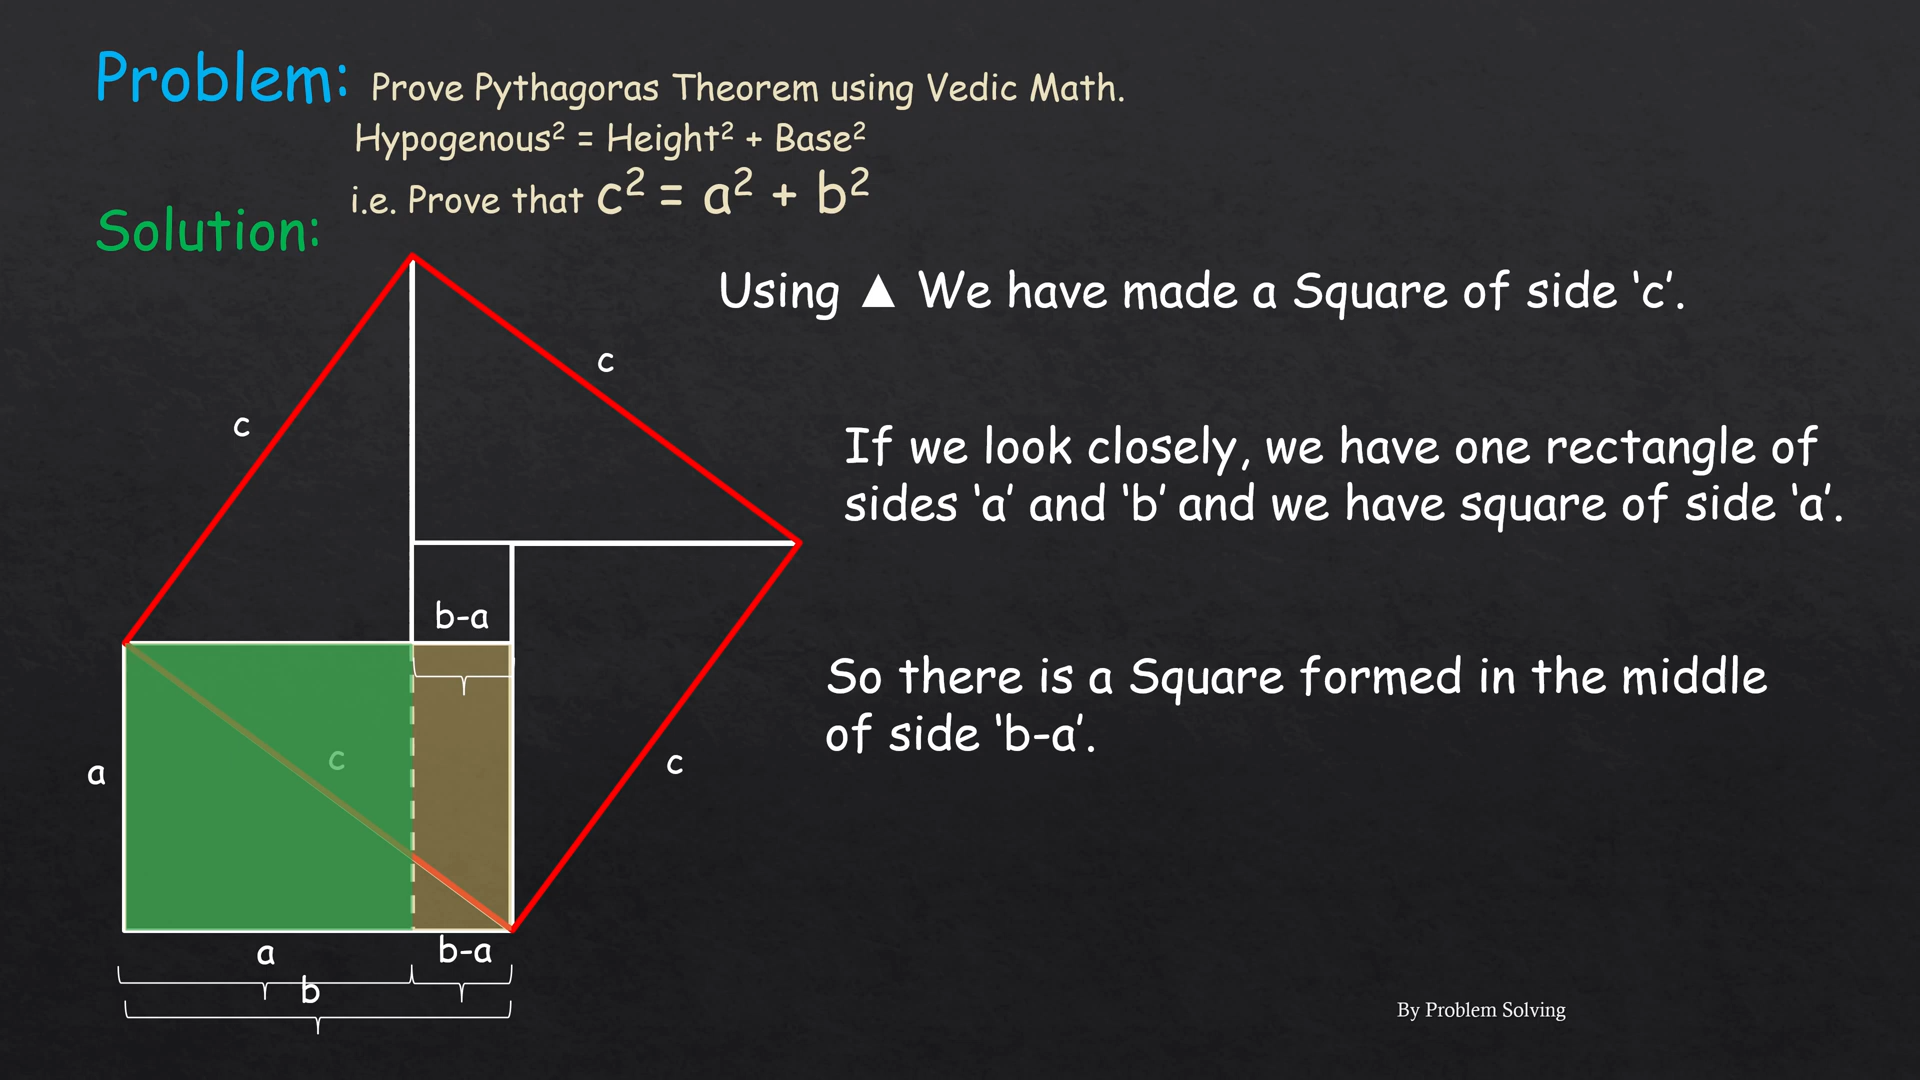 Problem: Prove Pythagoras Theorem using Vedic Math.
Hypogenous² = Height² + Base²
i.e. Prove that c² = a² + b²
Solution:
Using ▲ We have made a Square of side ‘c’.
c
c
If we look closely, we have one rectangle of
sides ‘a’ and ‘b’ and we have square of side ‘a’.
b-a
So there is a Square formed in the middle
of side ‘b-a’.
c
c
a
a
b-a
b
By Problem Solving